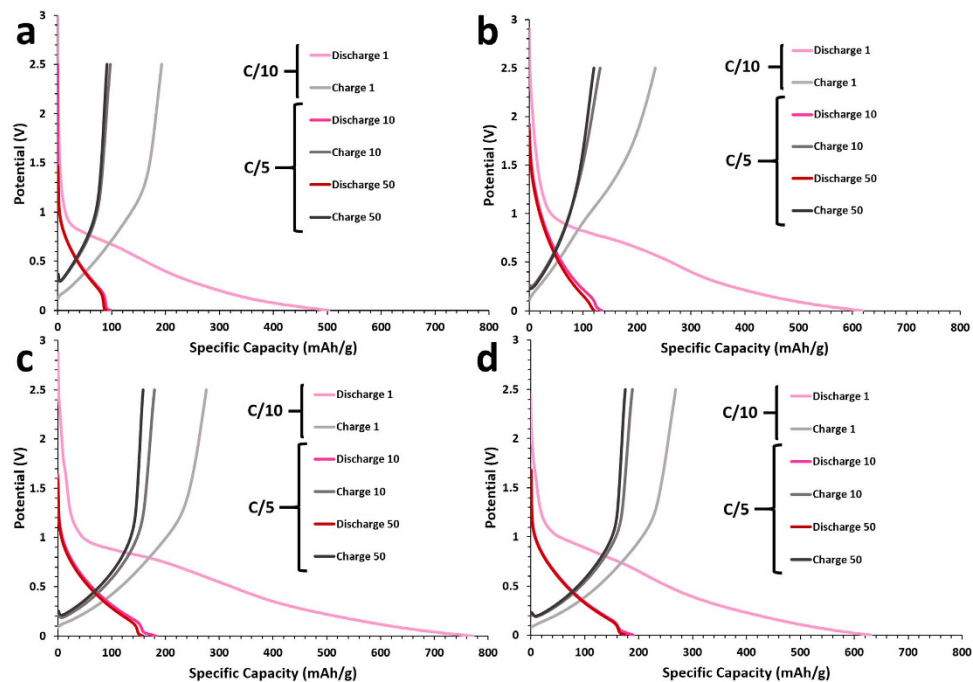 a
3
2.5
2
1.5
1
0.5
0
Potential (V)
0 100 200 300 400 500 600 700 800
Specific Capacity (mAh/g)
C/10
Discharge 1
Charge 1
C/5
Discharge 10
Charge 10
Discharge 50
Charge 50
b
3
2.5
2
1.5
1
0.5
0
Potential (V)
0 100 200 300 400 500 600 700 800
Specific Capacity (mAh/g)
C/10
Discharge 1
Charge 1
C/5
Discharge 10
Charge 10
Discharge 50
Charge 50
c
3
2.5
2
1.5
1
0.5
0
Potential (V)
0 100 200 300 400 500 600 700 800
Specific Capacity (mAh/g)
C/10
Discharge 1
Charge 1
C/5
Discharge 10
Charge 10
Discharge 50
Charge 50
d
3
2.5
2
1.5
1
0.5
0
Potential (V)
0 100 200 300 400 500 600 700 800
Specific Capacity (mAh/g)
C/10
Discharge 1
Charge 1
C/5
Discharge 10
Charge 10
Discharge 50
Charge 50